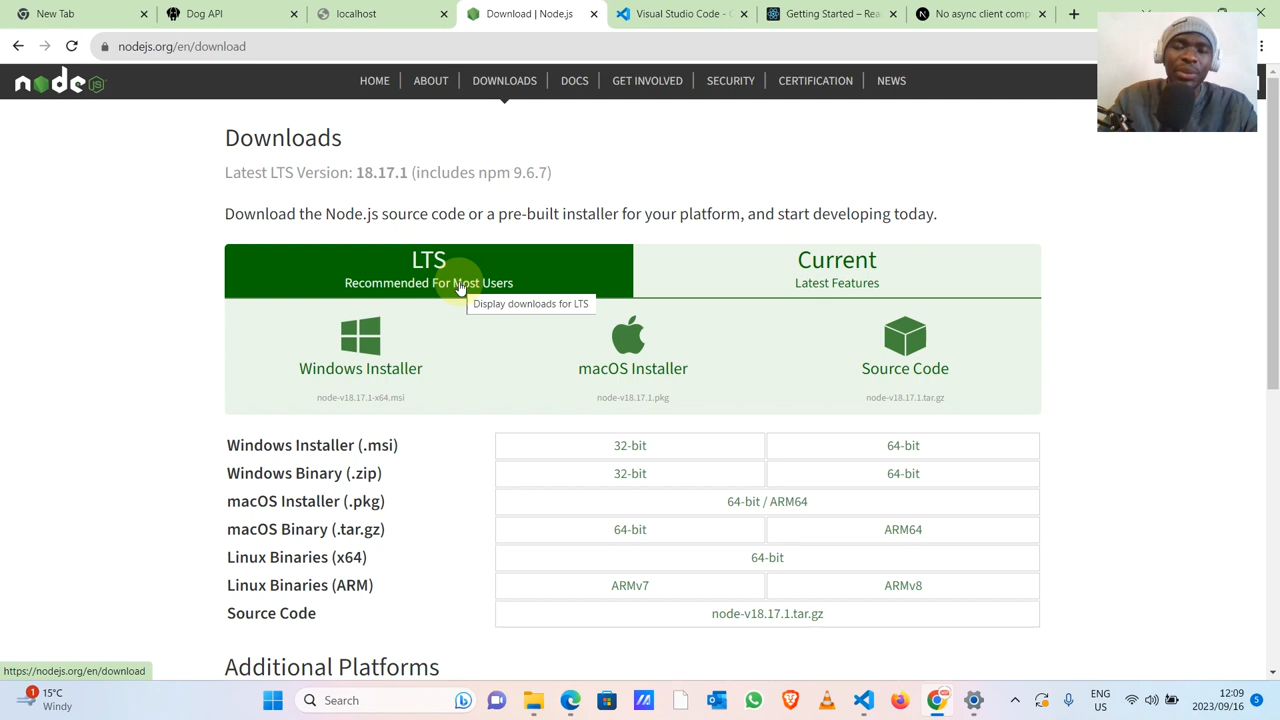 New Tab
Dog API
localhost
Download | Node.js
Visual Studio Code - C
Getting Started – Rea
No async client comp
nodejs.org/en/download
node JS
HOME
ABOUT
DOWNLOADS
DOCS
GET INVOLVED
SECURITY
CERTIFICATION
NEWS
Downloads
Latest LTS Version: 18.17.1 (includes npm 9.6.7)
Download the Node.js source code or a pre-built installer for your platform, and start developing today.
LTS
Recommended For Most Users
Current
Latest Features
Display downloads for LTS
Windows Installer
macOS Installer
Source Code
node-v18.17.1-x64.msi
node-v18.17.1.pkg
node-v18.17.1.tar.gz
Windows Installer (.msi)
32-bit
64-bit
Windows Binary (.zip)
32-bit
64-bit
macOS Installer (.pkg)
64-bit / ARM64
macOS Binary (.tar.gz)
64-bit
ARM64
Linux Binaries (x64)
64-bit
Linux Binaries (ARM)
ARMv7
ARMv8
Source Code
node-v18.17.1.tar.gz
Additional Platforms
https://nodejs.org/en/download
1
15°C
Windy
Search
ENG
US
12:09
2023/09/16
5